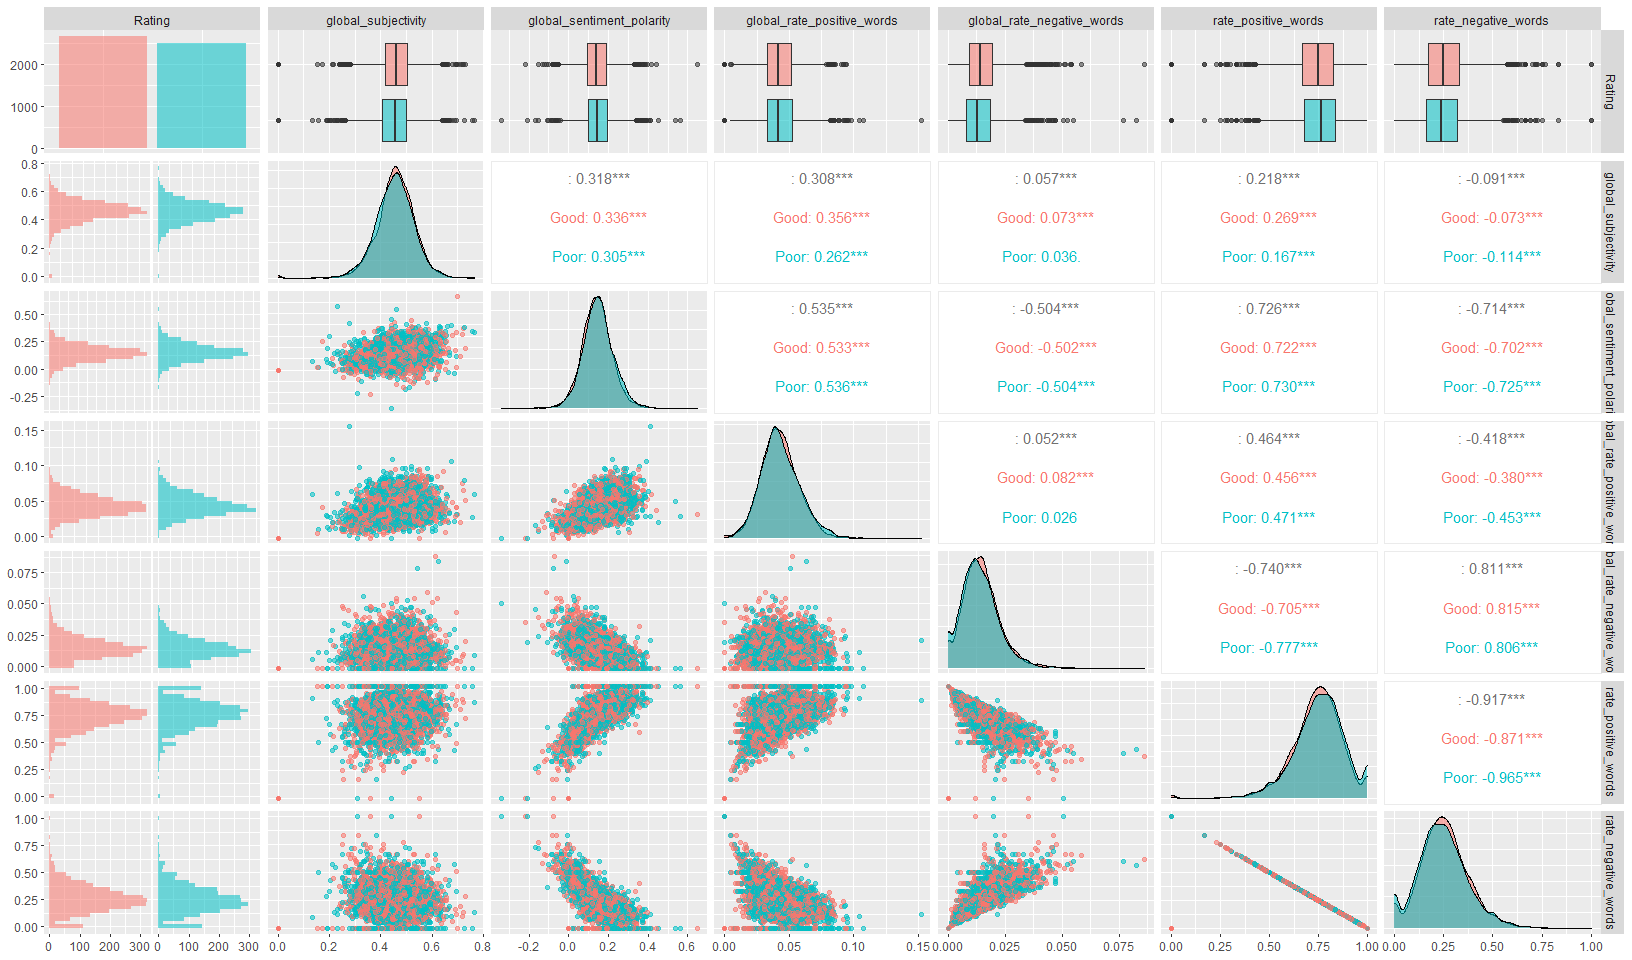 Rating
global_subjectivity
global_sentiment_polarity
global_rate_positive_words
global_rate_negative_words
rate_positive_words
rate_negative_words
2000
1000
0
Rating
0.8
0.6
0.4
0.2
0.0
: 0.318***
Good: 0.336***
Poor: 0.305***
: 0.308***
Good: 0.356***
Poor: 0.262***
: 0.057***
Good: 0.073***
Poor: 0.036.
: 0.218***
Good: 0.269***
Poor: 0.167***
: -0.091***
Good: -0.073***
Poor: -0.114***
global_subjectivity
0.50
0.25
0.00
-0.25
: 0.535***
Good: 0.533***
Poor: 0.536***
: -0.504***
Good: -0.502***
Poor: -0.504***
: 0.726***
Good: 0.722***
Poor: 0.730***
: -0.714***
Good: -0.702***
Poor: -0.725***
obal_sentiment_polari
0.15
0.10
0.05
0.00
: 0.052***
Good: 0.082***
Poor: 0.026
: 0.464***
Good: 0.456***
Poor: 0.471***
: -0.418***
Good: -0.380***
Poor: -0.453***
bal_rate_positive_wor
0.075
0.050
0.025
0.000
: -0.740***
Good: -0.705***
Poor: -0.777***
: 0.811***
Good: 0.815***
Poor: 0.806***
bal_rate_negative_wo
1.00
0.75
0.50
0.25
0.00
: -0.917***
Good: -0.871***
Poor: -0.965***
rate_positive_words
1.00
0.75
0.50
0.25
0.00
rate_negative_words
0 100 200 300 0 100 200 300
0.0 0.2 0.4 0.6 0.8
-0.2 0.0 0.2 0.4 0.6
0.00 0.05 0.10 0.15
0.000 0.025 0.050 0.075
0.00 0.25 0.50 0.75 1.00
0.00 0.25 0.50 0.75 1.00